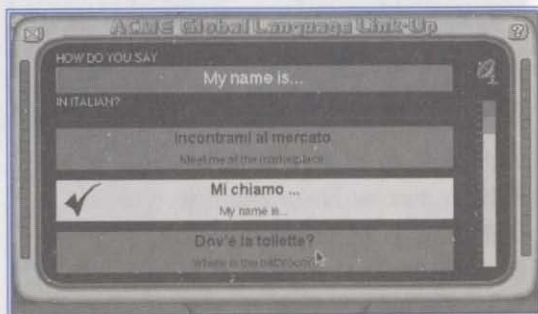 ACME Global Language Link-Up
?
HOW DO YOU SAY
My name is...
IN ITALIAN?
Incontrami al mercato
Meet me at the marketplace
Mi chiamo ...
My name is...
Dov'è la toilette?
Where is the bathroom?